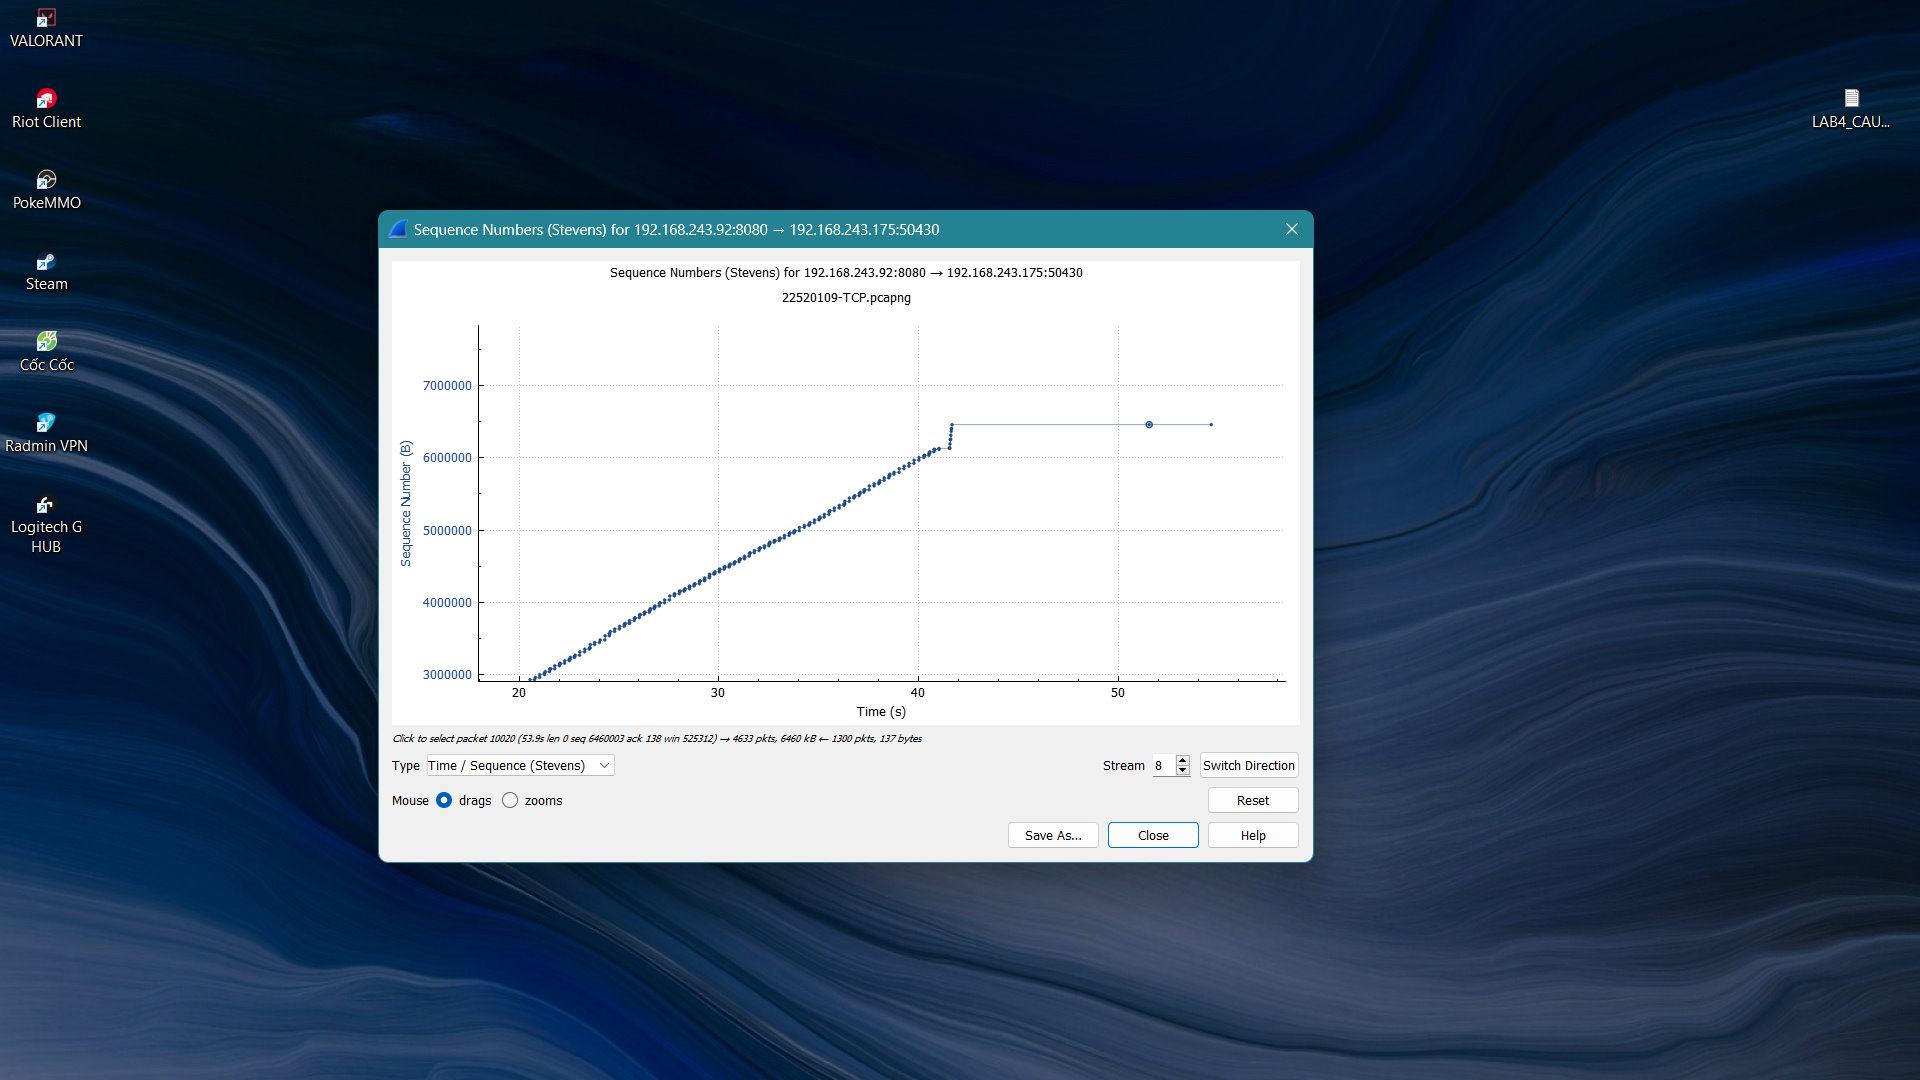 VALORANT
Riot Client
PokeMMO
Steam
Cốc Cốc
Radmin VPN
Logitech G
HUB
LAB4_CAU...
Sequence Numbers (Stevens) for 192.168.243.92:8080 → 192.168.243.175:50430
Sequence Numbers (Stevens) for 192.168.243.92:8080 → 192.168.243.175:50430
22520109-TCP.pcapng
Sequence Number (B)
7000000
6000000
5000000
4000000
3000000
20 30 40 50
Time (s)
Click to select packet 10020 (53.9s len 0 seq 6460003 ack 138 win 525312) → 4633 pkts, 6460 kB ← 1300 pkts, 137 bytes
Type Time / Sequence (Stevens) Stream 8 Switch Direction
Mouse drags zooms Reset
Save As... Close Help